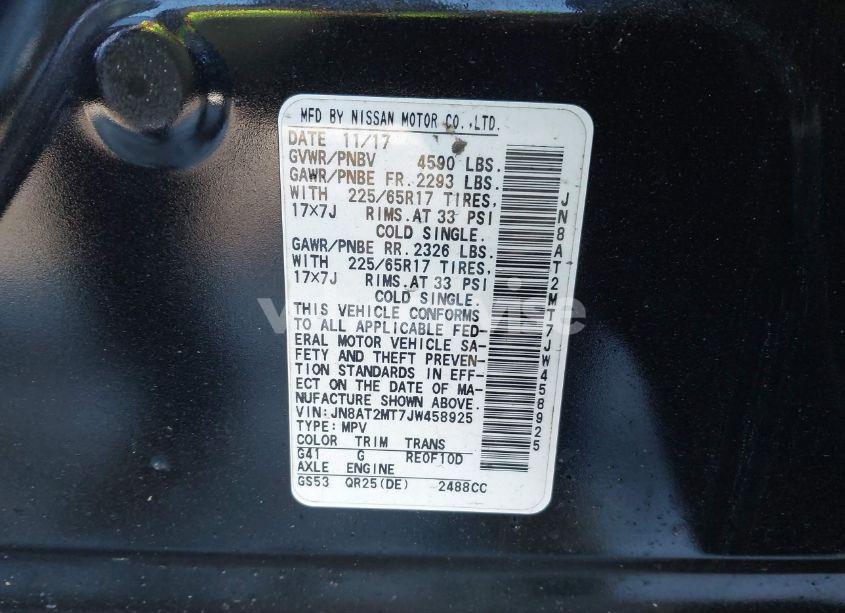 MFD BY NISSAN MOTOR CO.,LTD.
DATE 11/17
GVWR/PNBV 4590 LBS.
GAWR/PNBE FR. 2293 LBS.
WITH 225/65R17 TIRES,
17×7J RIMS.AT 33 PSI
COLD SINGLE.
GAWR/PNBE RR. 2326 LBS.
WITH 225/65R17 TIRES,
17×7J RIMS.AT 33 PSI
COLD SINGLE.
THIS VEHICLE CONFORMS
TO ALL APPLICABLE FED-
ERAL MOTOR VEHICLE SA-
FETY AND THEFT PREVEN-
TION STANDARDS IN EFF-
ECT ON THE DATE OF MA-
NUFACTURE SHOWN ABOVE.
VIN:JN8AT2MT7JW458925
TYPE:MPV
COLOR TRIM TRANS
G41 G RE0F10D
AXLE ENGINE
GS53 QR25(DE) 2488CC
JN8AT2MT7JW458925